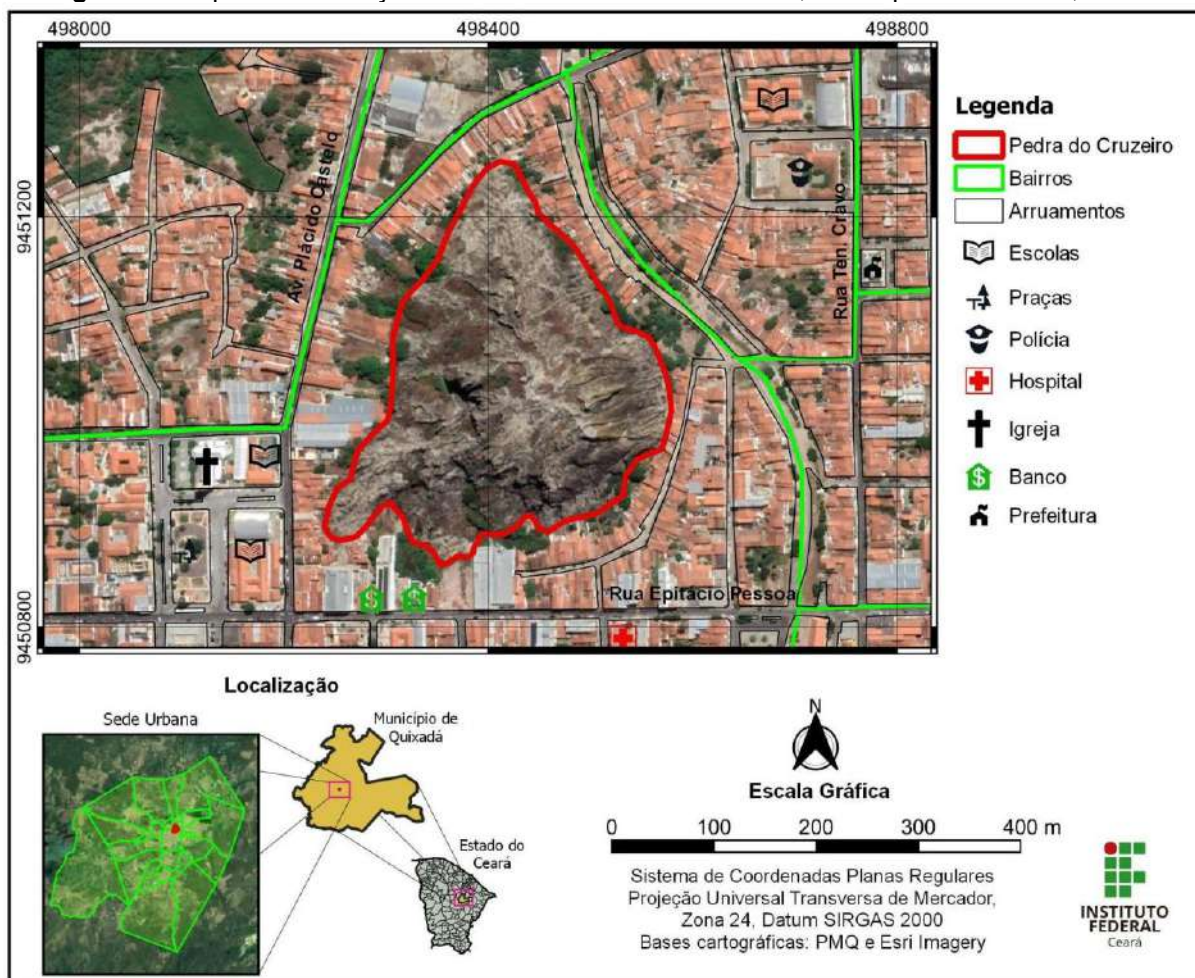 498000
498400
498800
9451200
9450800
Av. Plácido Castelo
Rua Ten. Cravo
Rua Epitácio Pessoa
Legenda
Pedra do Cruzeiro
Bairros
Arruamentos
Escolas
Praças
Polícia
Hospital
Igreja
$ Banco
Prefeitura
$
$
Localização
Sede Urbana
Município de
Quixadá
Estado do
Ceará
N
Escala Gráfica
0 100 200 300 400 m
Sistema de Coordenadas Planas Regulares
Projeção Universal Transversa de Mercador,
Zona 24, Datum SIRGAS 2000
Bases cartográficas: PMQ e Esri Imagery
INSTITUTO
FEDERAL
Ceará